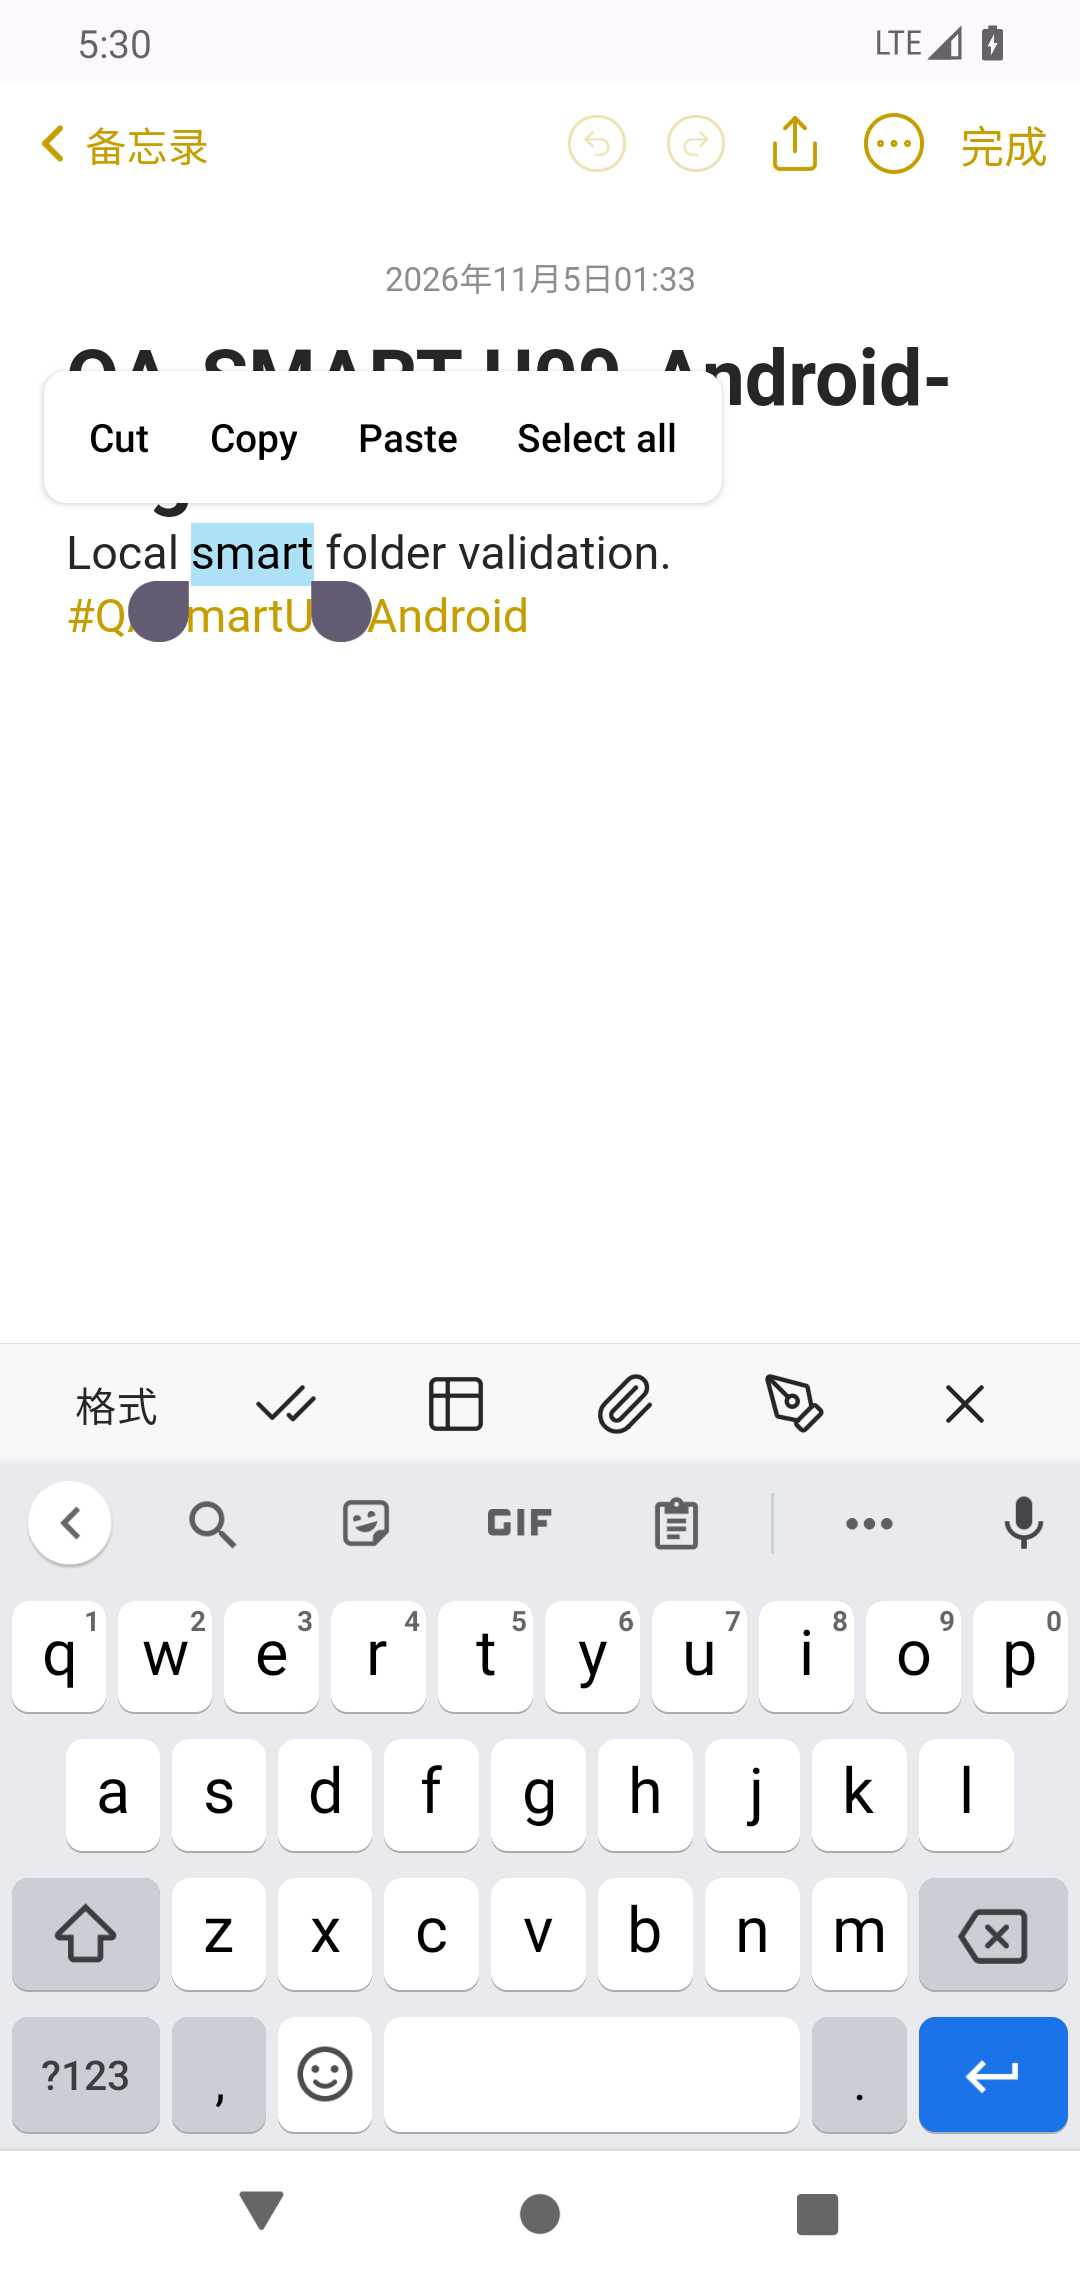 5:30
LTE
备忘录
完成
2026年11月5日01:33
Android-
Cut Copy Paste Select all
Local smart folder validation.
Android
格式
GIF
q 1 w 2 e 3 r 4 t 5 y 6 u 7 i 8 o 9 p 0
a s d f g h j k l
z x c v b n m
?123 , .